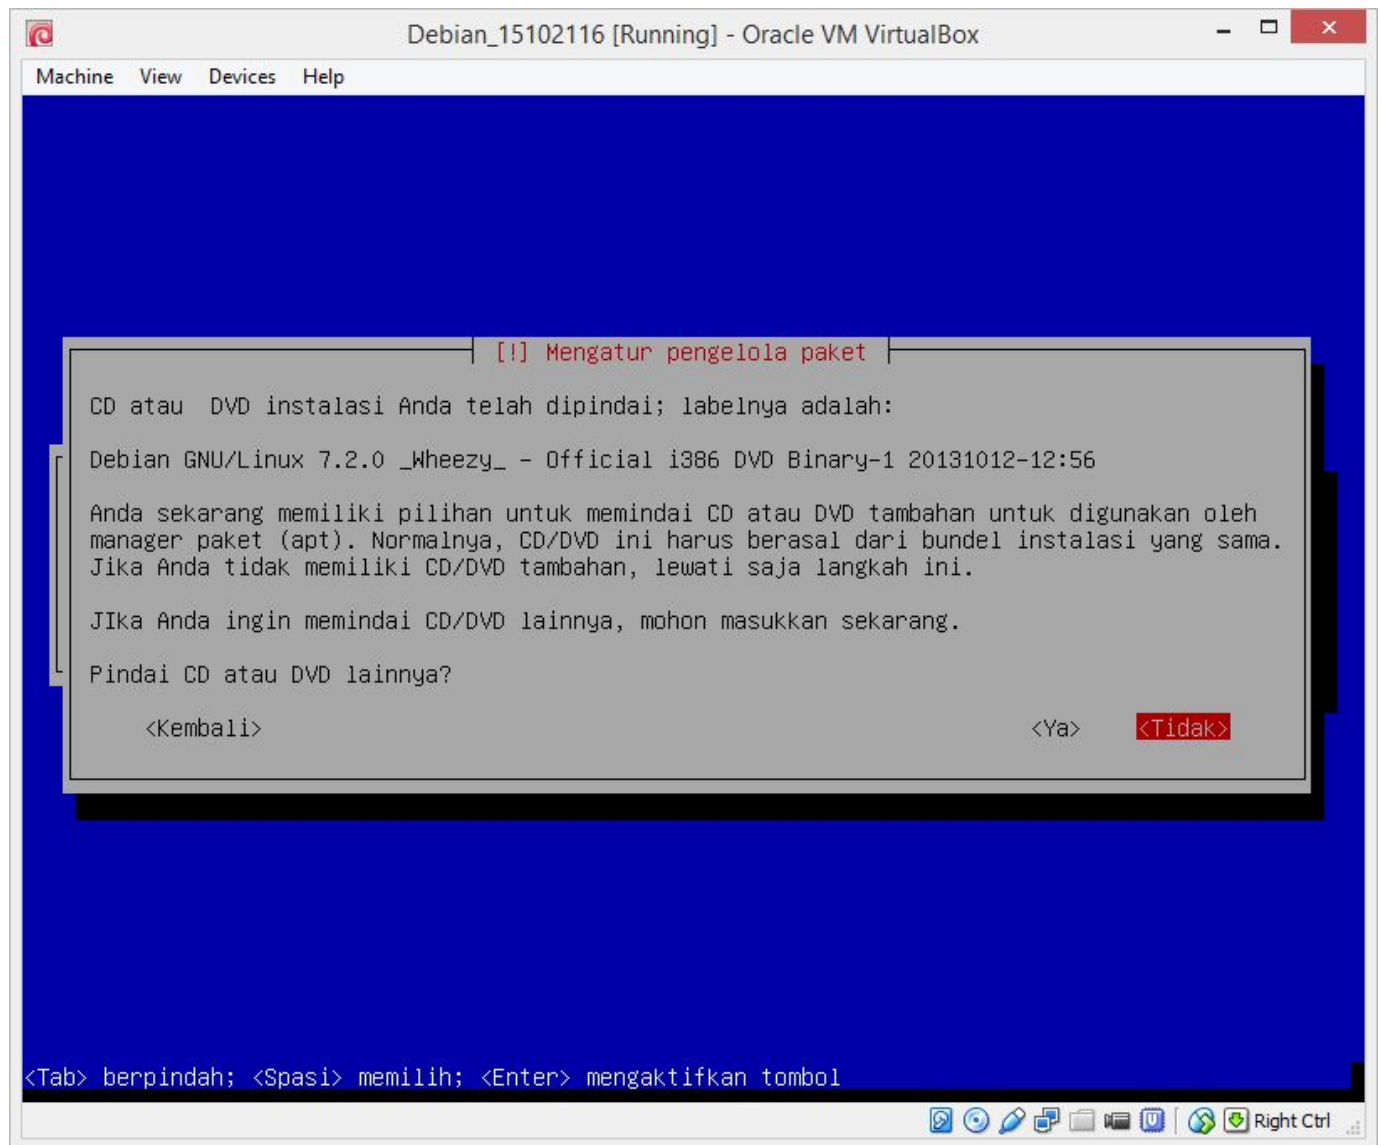 Debian_15102116 [Running] - Oracle VM VirtualBox
Machine View Devices Help
[!] Mengatur pengelola paket
CD atau  DVD instalasi Anda telah dipindai; labelnya adalah:
Debian GNU/Linux 7.2.0 _Wheezy_ - Official i386 DVD Binary-1 20131012-12:56
Anda sekarang memiliki pilihan untuk memindai CD atau DVD tambahan untuk digunakan oleh
manager paket (apt). Normalnya, CD/DVD ini harus berasal dari bundel instalasi yang sama.
Jika Anda tidak memiliki CD/DVD tambahan, lewati saja langkah ini.
JIka Anda ingin memindai CD/DVD lainnya, mohon masukkan sekarang.
Pindai CD atau DVD lainnya?
<Kembali> <Ya> <Tidak>
<Tab> berpindah; <Spasi> memilih; <Enter> mengaktifkan tombol
Right Ctrl